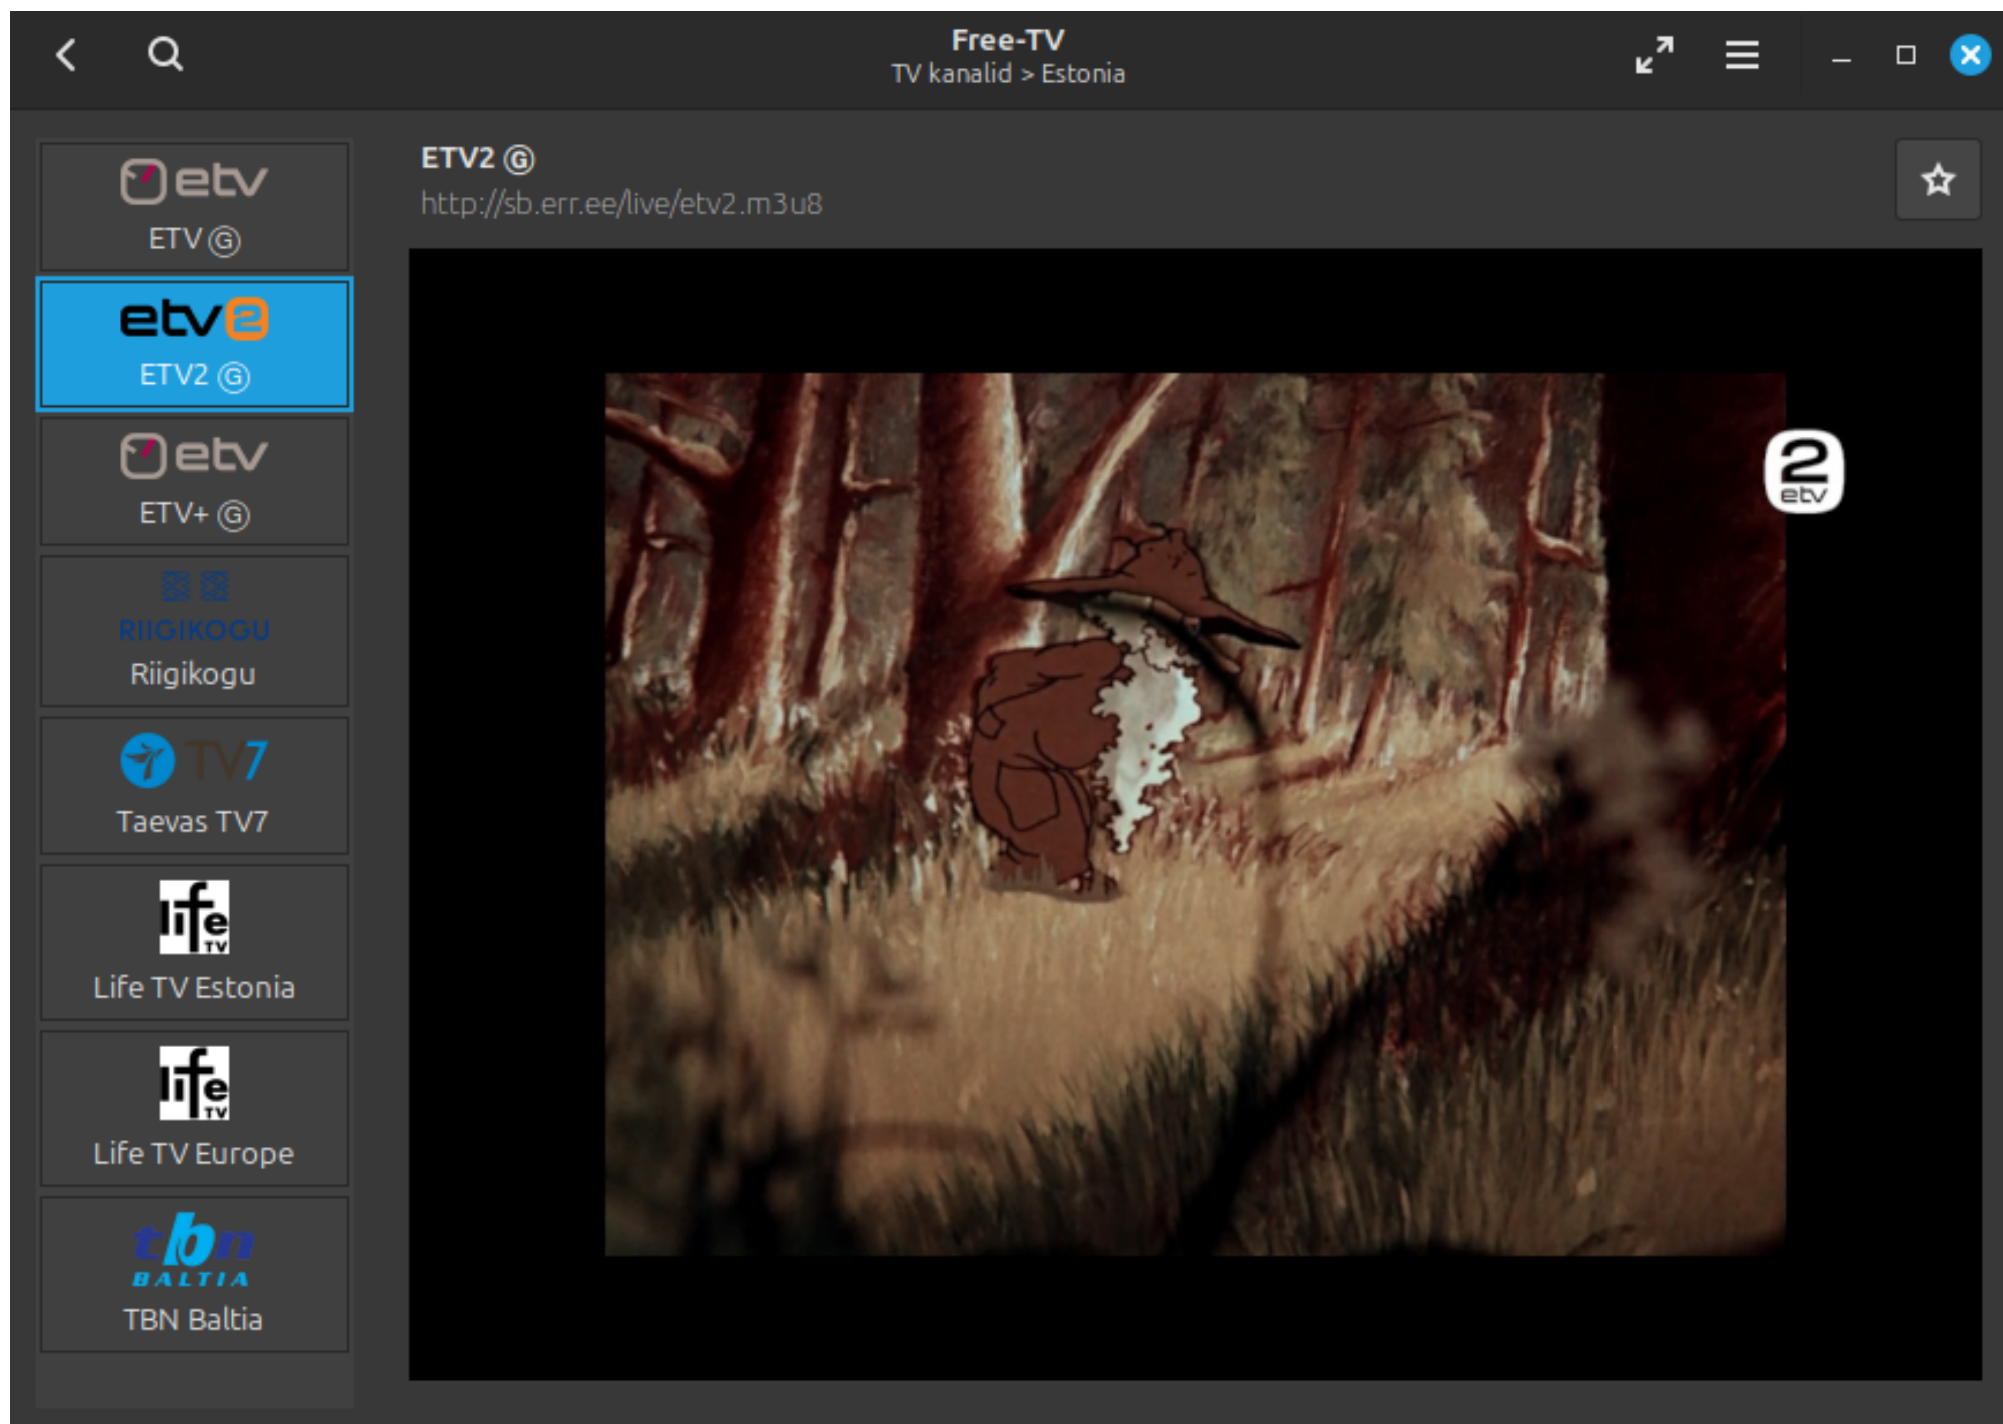 Free-TV
TV kanalid > Estonia
etv
ETV Ⓖ
etv2
ETV2 Ⓖ
etv
ETV+ Ⓖ
RIIGIKOGU
Riigikogu
TV7
Taevas TV7
life TV
Life TV Estonia
life TV
Life TV Europe
tbn
BALTIA
TBN Baltia
ETV2 Ⓖ
http://sb.err.ee/live/etv2.m3u8
2
etv